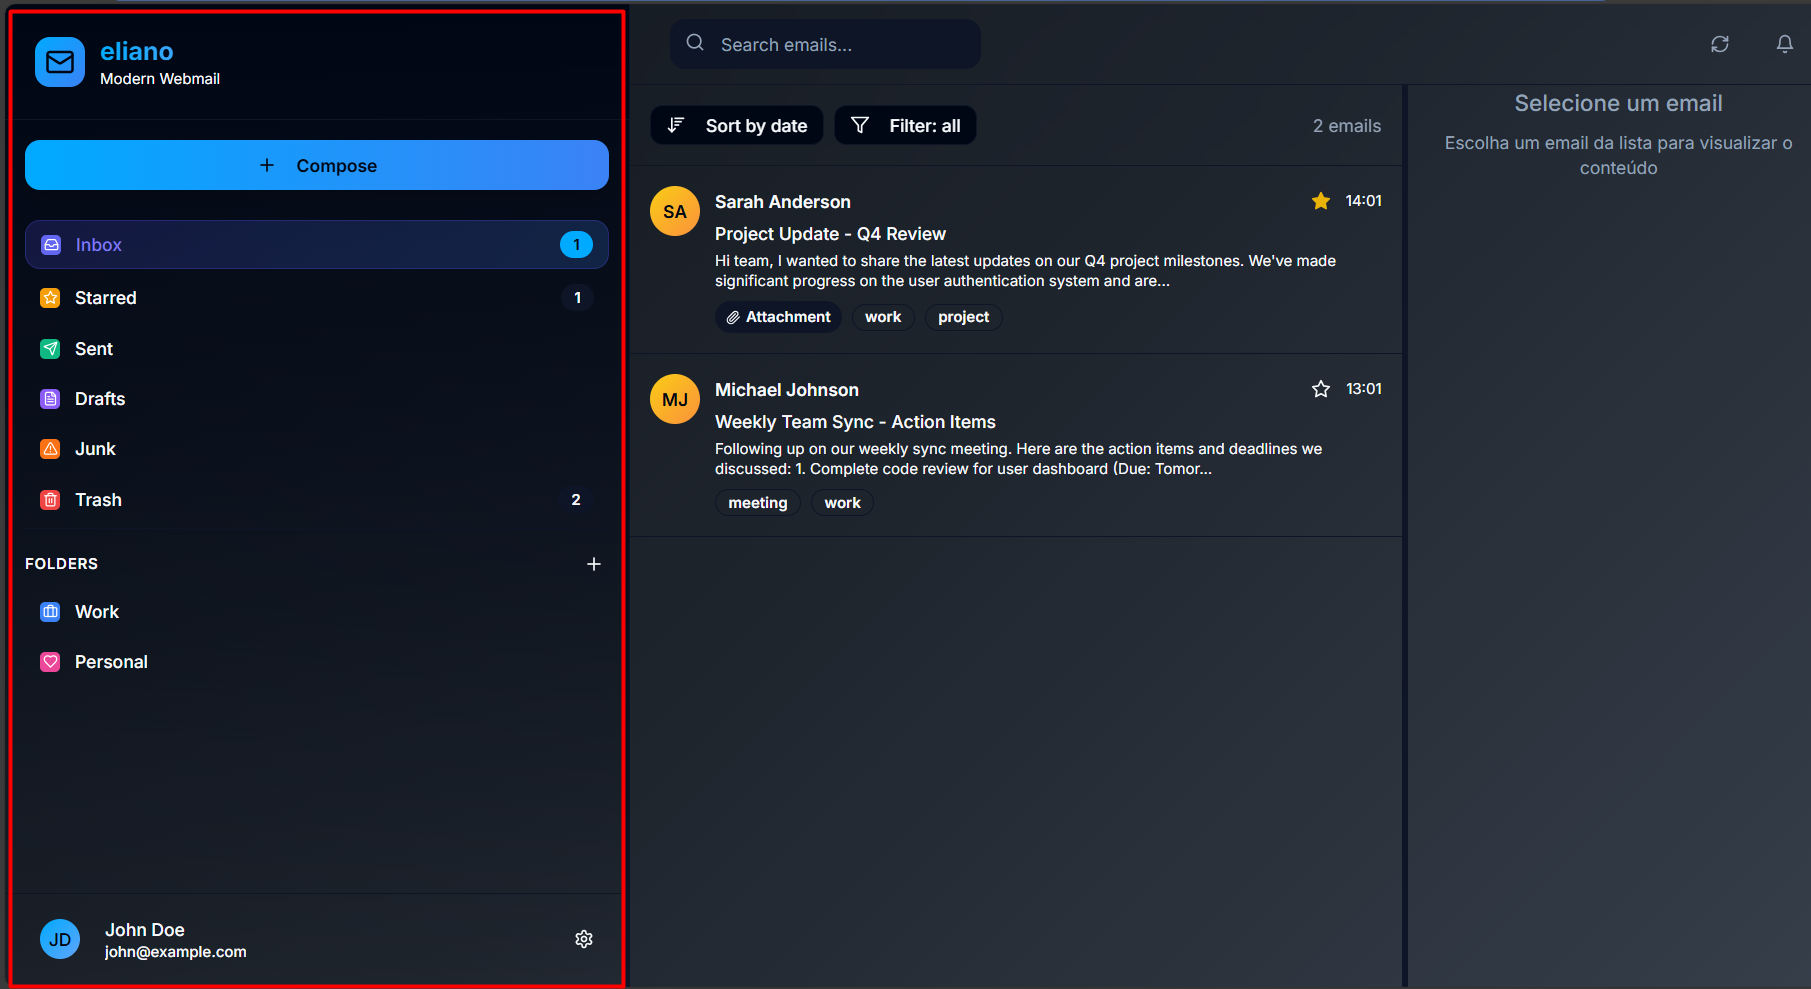 eliano
Modern Webmail
Compose
Inbox 1
Starred 1
Sent
Drafts
Junk
Trash 2
FOLDERS
Work
Personal
JD
John Doe
john@example.com
Search emails...
Sort by date
Filter: all
2 emails
SA
Sarah Anderson
14:01
Project Update - Q4 Review
Hi team, I wanted to share the latest updates on our Q4 project milestones. We've made
significant progress on the user authentication system and are...
Attachment
work
project
MJ
Michael Johnson
13:01
Weekly Team Sync - Action Items
Following up on our weekly sync meeting. Here are the action items and deadlines we
discussed: 1. Complete code review for user dashboard (Due: Tomor...
meeting
work
Selecione um email
Escolha um email da lista para visualizar o
conteúdo